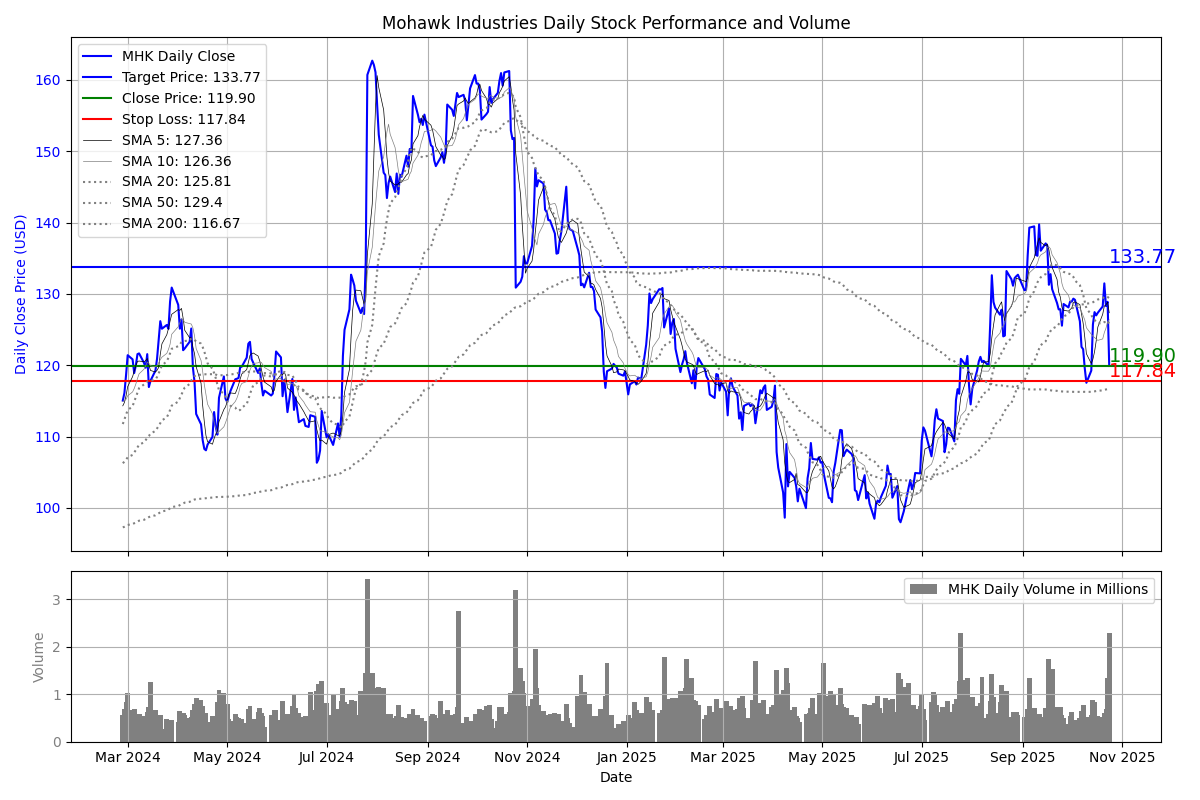 Mohawk Industries Daily Stock Performance and Volume
MHK Daily Close
Target Price: 133.77
Close Price: 119.90
Stop Loss: 117.84
SMA 5: 127.36
SMA 10: 126.36
SMA 20: 125.81
SMA 50: 129.4
SMA 200: 116.67
Daily Close Price (USD)
160
150
140
130
120
110
100
133.77
119.90
117.84
MHK Daily Volume in Millions
Volume
3
2
1
0
Mar 2024 May 2024 Jul 2024 Sep 2024 Nov 2024 Jan 2025 Mar 2025 May 2025 Jul 2025 Sep 2025 Nov 2025
Date